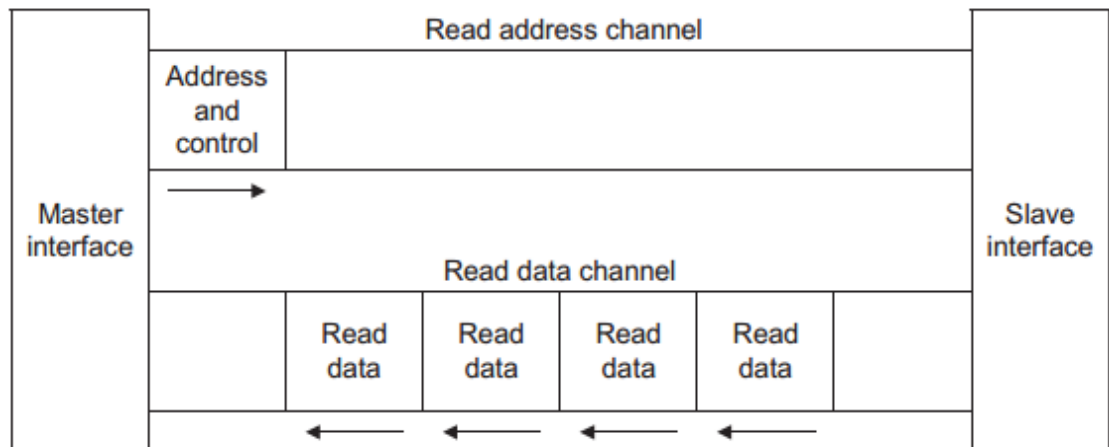 Read address channel
Address
and
control
Master
interface
Slave
interface
Read data channel
Read
data
Read
data
Read
data
Read
data